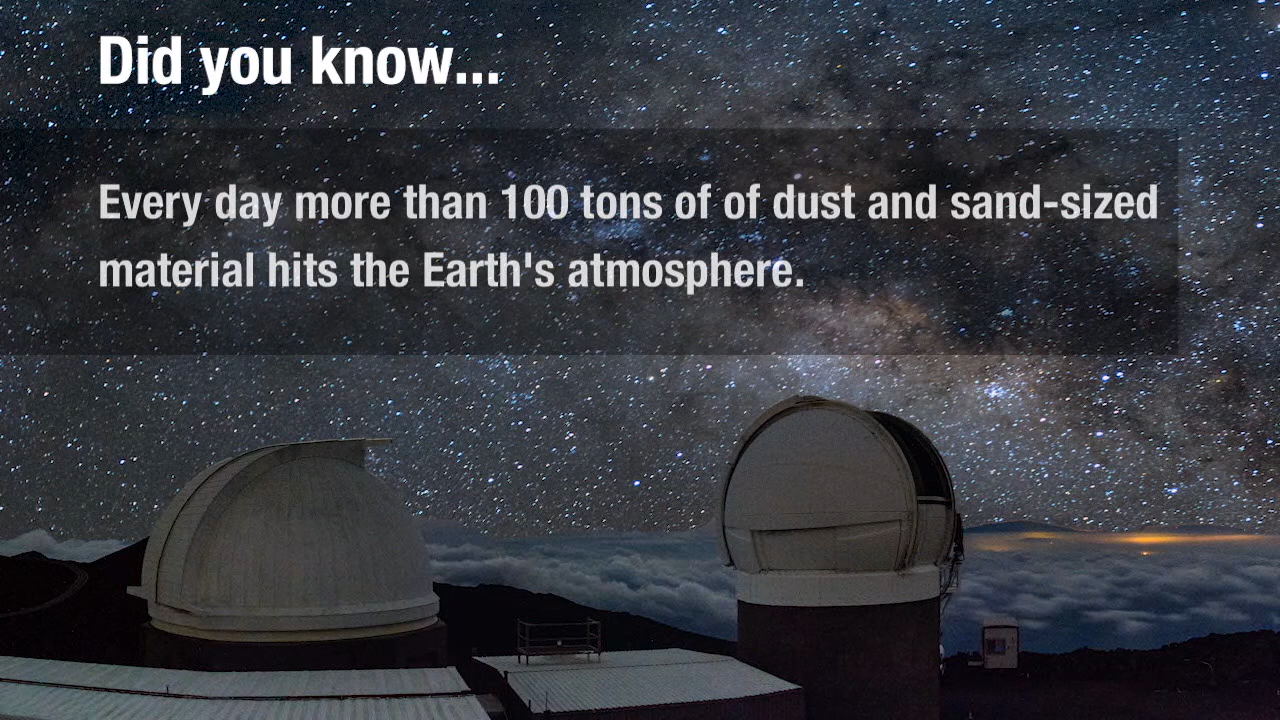 Did you know...
Every day more than 100 tons of of dust and sand-sized
material hits the Earth's atmosphere.